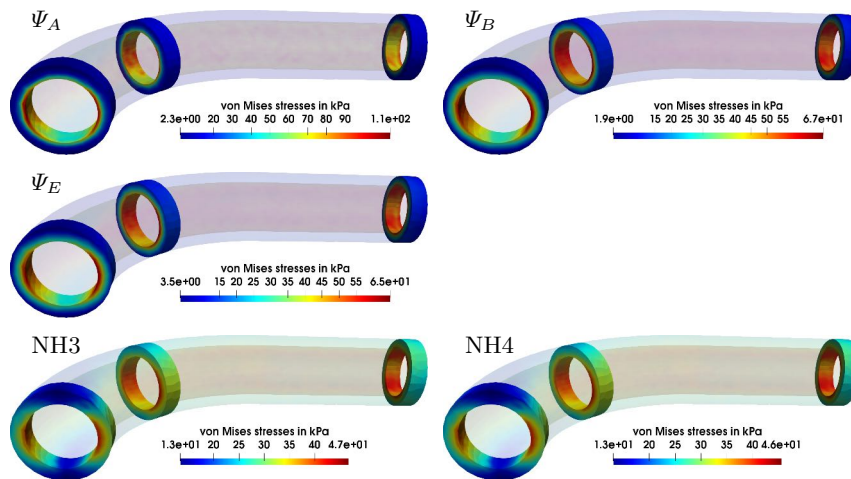 Ψ_A
von Mises stresses in kPa
2.3e+00 20 30 40 50 60 70 80 90 1.1e+02
Ψ_B
von Mises stresses in kPa
1.9e+00 15 20 25 30 35 40 45 50 55 6.7e+01
Ψ_E
von Mises stresses in kPa
3.5e+00 15 20 25 30 35 40 45 50 55 6.5e+01
NH3
von Mises stresses in kPa
1.3e+01 20 25 30 35 40 4.7e+01
NH4
von Mises stresses in kPa
1.3e+01 20 25 30 35 40 4.6e+01